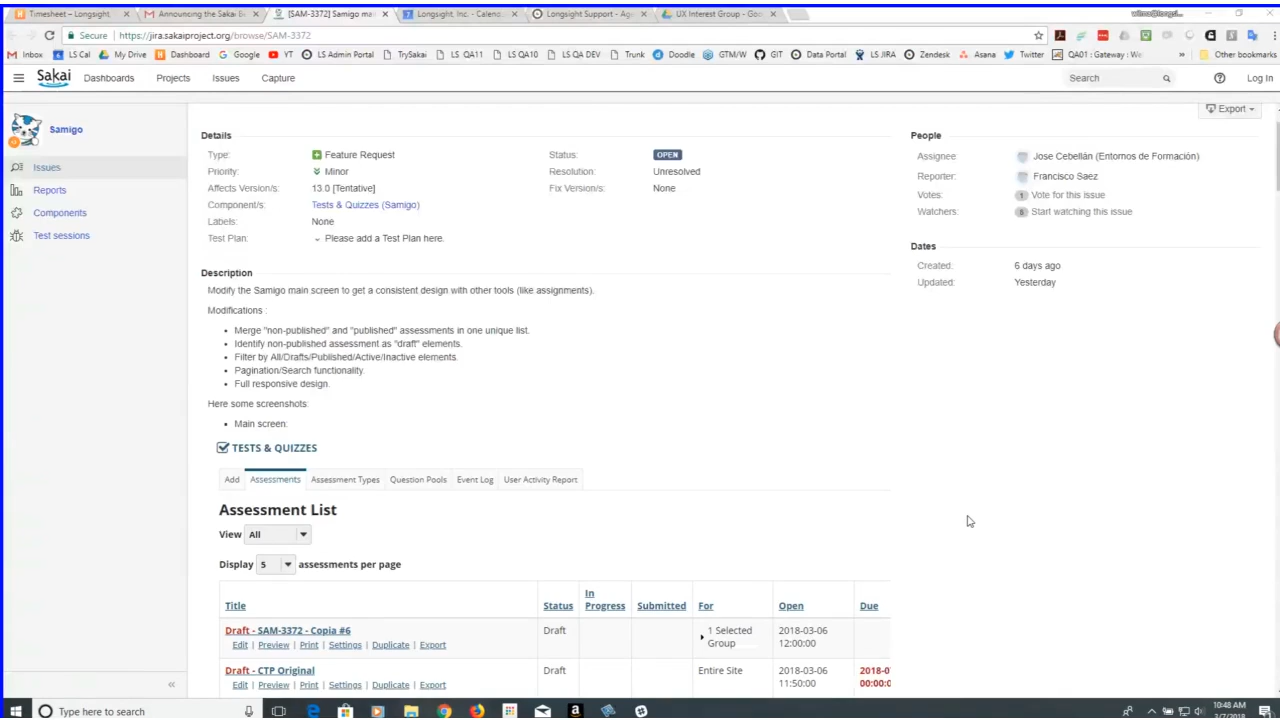 Timesheet – Longsight
Announcing the Sakai Be
[SAM-3372] Samigo mai
Longsight, Inc. - Calend
Longsight Support - Age
UX Interest Group - Goo
Secure
https://jira.sakaiproject.org/browse/SAM-3372
Inbox
LS Cal
My Drive
Dashboard
Google
YT
LS Admin Portal
TrySakai
LS_QA11
LS QA10
LS QA DEV
Trunk
Doodle
GTM/W
GIT
Data Portal
LS JIRA
Zendesk
Asana
Twitter
QA01 : Gateway : We
Other bookmarks
Sakai
Dashboards
Projects
Issues
Capture
Search
Log In
Samigo
Issues
Reports
Components
Test sessions
Export
Details
Type:
Feature Request
Status:
OPEN
Priority:
Minor
Resolution:
Unresolved
Affects Version/s:
13.0 [Tentative]
Fix Version/s:
None
Component/s:
Tests & Quizzes (Samigo)
Labels:
None
Test Plan:
Please add a Test Plan here.
People
Assignee:
Jose Cebellán (Entornos de Formación)
Reporter:
Francisco Saez
Votes:
1 Vote for this issue
Watchers:
Start watching this issue
Dates
Created:
6 days ago
Updated:
Yesterday
Description
Modify the Samigo main screen to get a consistent design with other tools (like assignments).
Modifications :
Merge "non-published" and "published" assessments in one unique list.
Identify non-published assessment as "draft" elements.
Filter by All/Drafts/Published/Active/Inactive elements.
Pagination/Search functionality
Full responsive design.
Here some screenshots:
Main screen:
TESTS & QUIZZES
Add
Assessments
Assessment Types
Question Pools
Event Log
User Activity Report
Assessment List
View
All
Display
5
assessments per page
Title
Status
In Progress
Submitted
For
Open
Due
Draft - SAM-3372 - Copia #6
Draft
1 Selected Group
2018-03-06 12:00:00
Edit | Preview | Print | Settings | Duplicate | Export
Draft - CTP Original
Draft
Entire Site
2018-03-06 11:50:00
2018-0
00:00:0
Edit | Preview | Print | Settings | Duplicate | Export
Type here to search
10:48 AM
3/7/2018